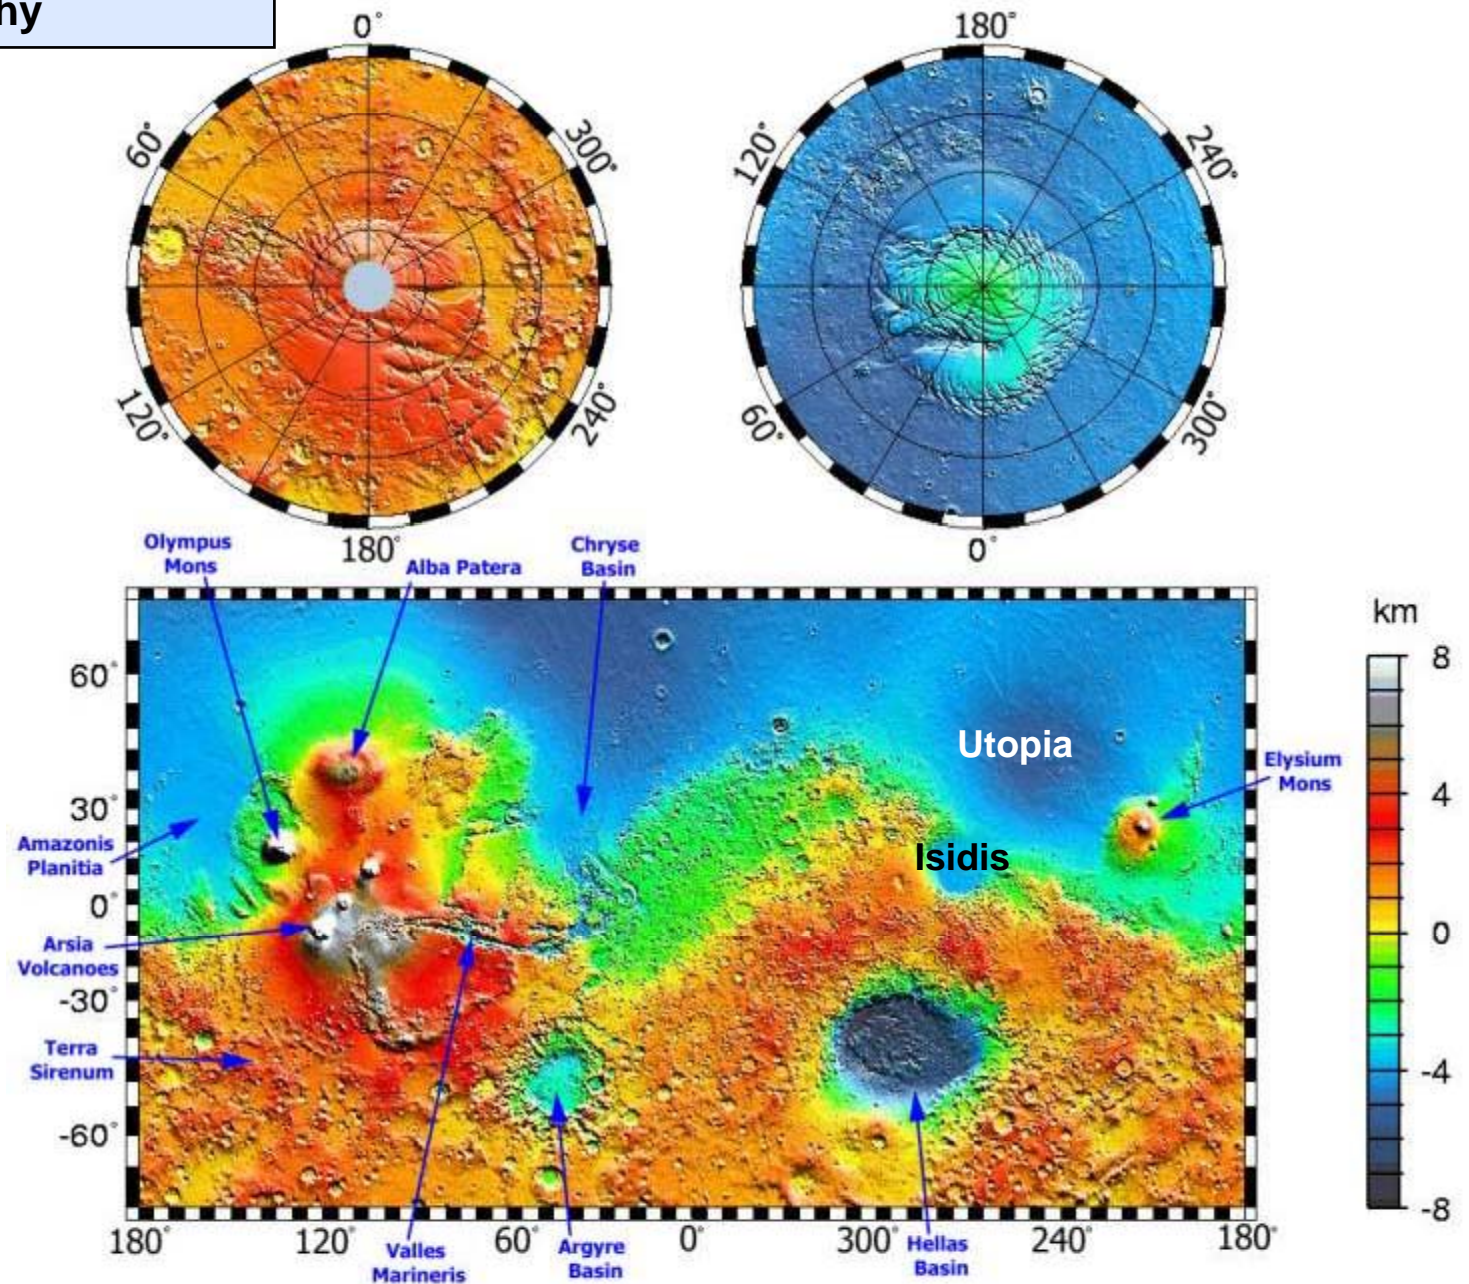 hy
0°
180°
60°
300°
120°
240°
120°
240°
60°
300°
180°
0°
Olympus
Mons
Alba Patera
Chryse
Basin
km
8
4
0
-4
-8
60°
30°
0°
-30°
-60°
Utopia
Isidis
Elysium
Mons
Amazonis
Planitia
Arsia
Volcanoes
Terra
Sirenum
180°
120°
60°
0°
300°
240°
180°
Valles
Marineris
Argyre
Basin
Hellas
Basin